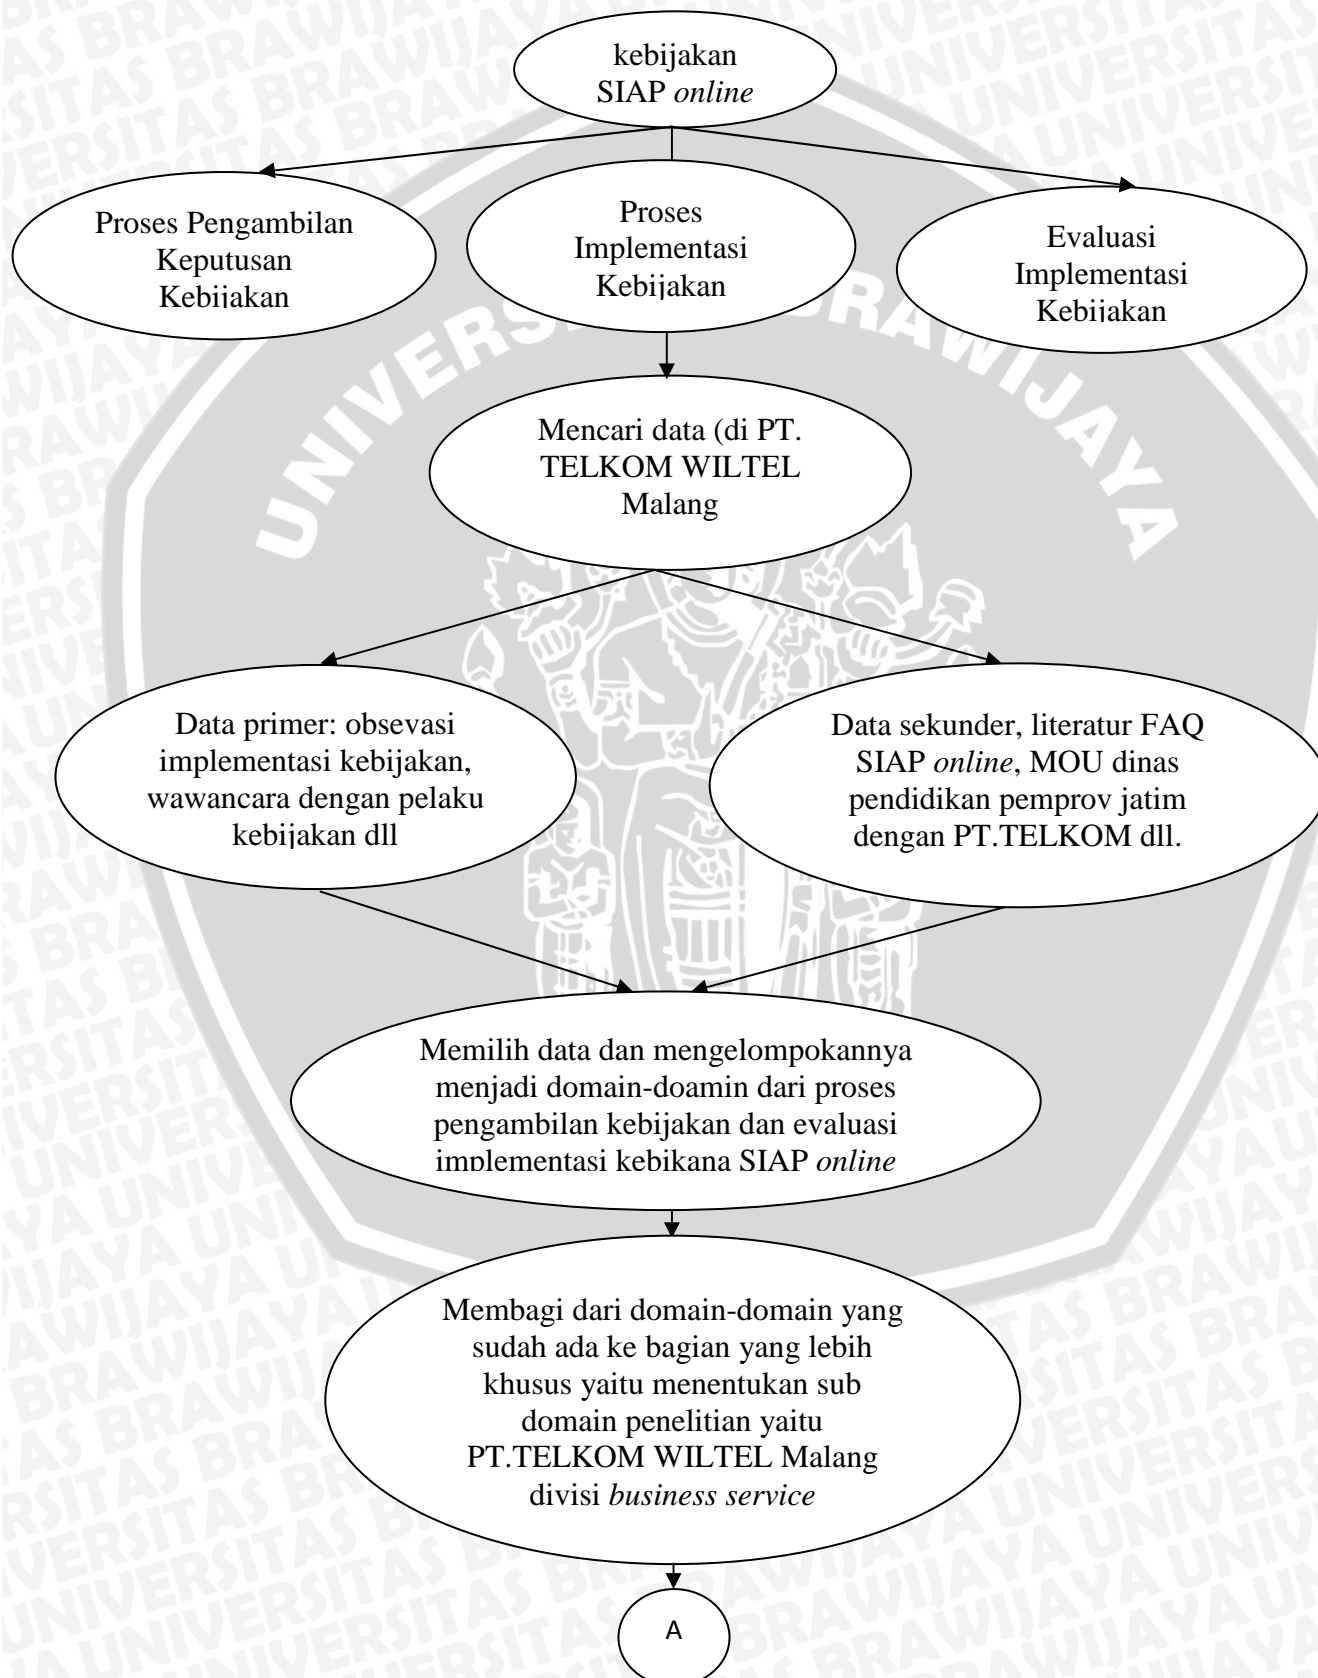 kebijakan
SIAP online
Proses Pengambilan
Keputusan
Kebijakan
Proses
Implementasi
Kebijakan
Evaluasi
Implementasi
Kebijakan
Mencari data (di PT.
TELKOM WILTEL
Malang
Data primer: obsevasi
implementasi kebijakan,
wawancara dengan pelaku
kebijakan dll
Data sekunder, literatur FAQ
SIAP online, MOU dinas
pendidikan pemprov jatim
dengan PT.TELKOM dll.
Memilih data dan mengelompokannya
menjadi domain-doamin dari proses
pengambilan kebijakan dan evaluasi
implementasi kebikana SIAP online
Membagi dari domain-domain yang
sudah ada ke bagian yang lebih
khusus yaitu menentukan sub
domain penelitian yaitu
PT.TELKOM WILTEL Malang
divisi business service
A